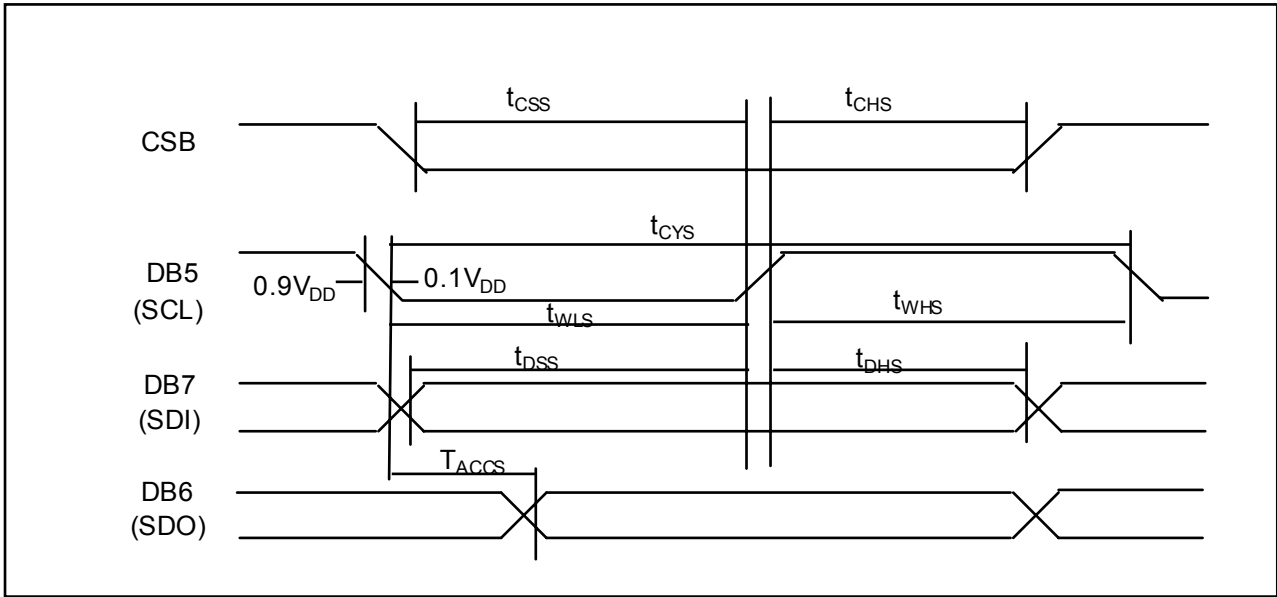 tCSS
tCHS
CSB
tCYS
DB5
(SCL)
0.9VDD
0.1VDD
tWLS
tWHS
tDSS
tDHS
DB7
(SDI)
TACCS
DB6
(SDO)